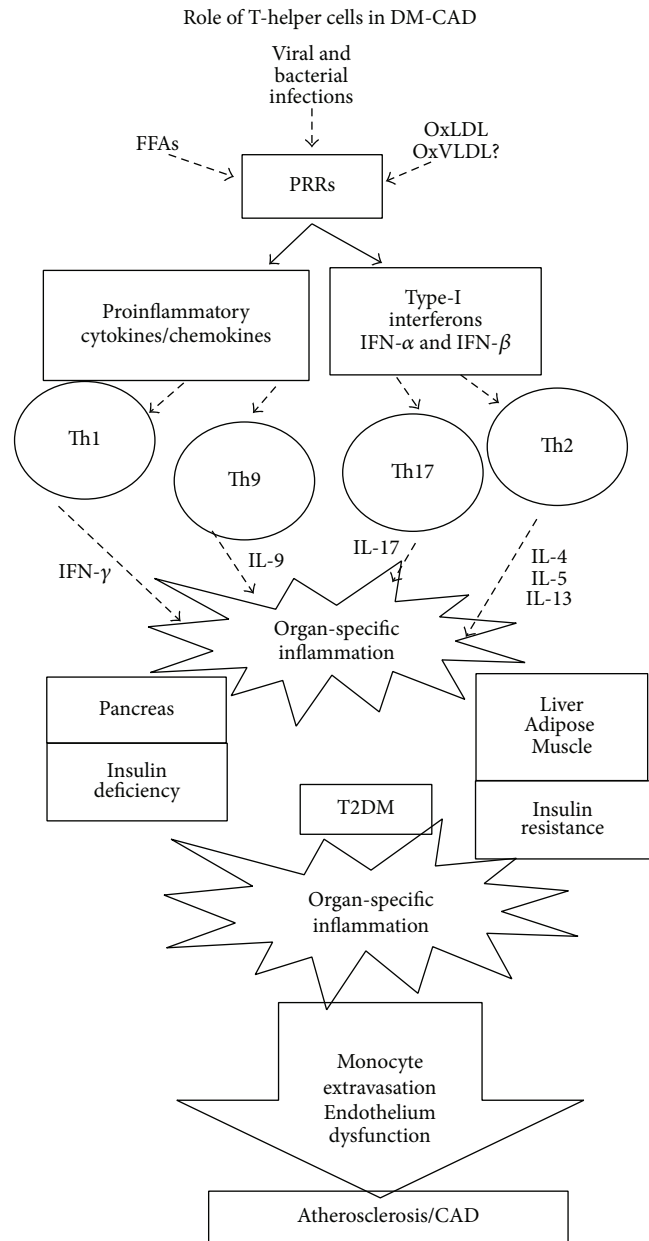 Role of T-helper cells in DM-CAD
Viral and
bacterial
infections
FFAs
OxLDL
OxVLDL?
PRRs
Proinflammatory
cytokines/chemokines
Type-I
interferons
IFN-α and IFN-β
Th1
Th9
Th17
Th2
IFN-γ
IL-9
IL-17
IL-4
IL-5
IL-13
Organ-specific
inflammation
Pancreas
Insulin
deficiency
Liver
Adipose
Muscle
Insulin
resistance
T2DM
Organ-specific
inflammation
Monocyte
extravasation
Endothelium
dysfunction
Atherosclerosis/CAD